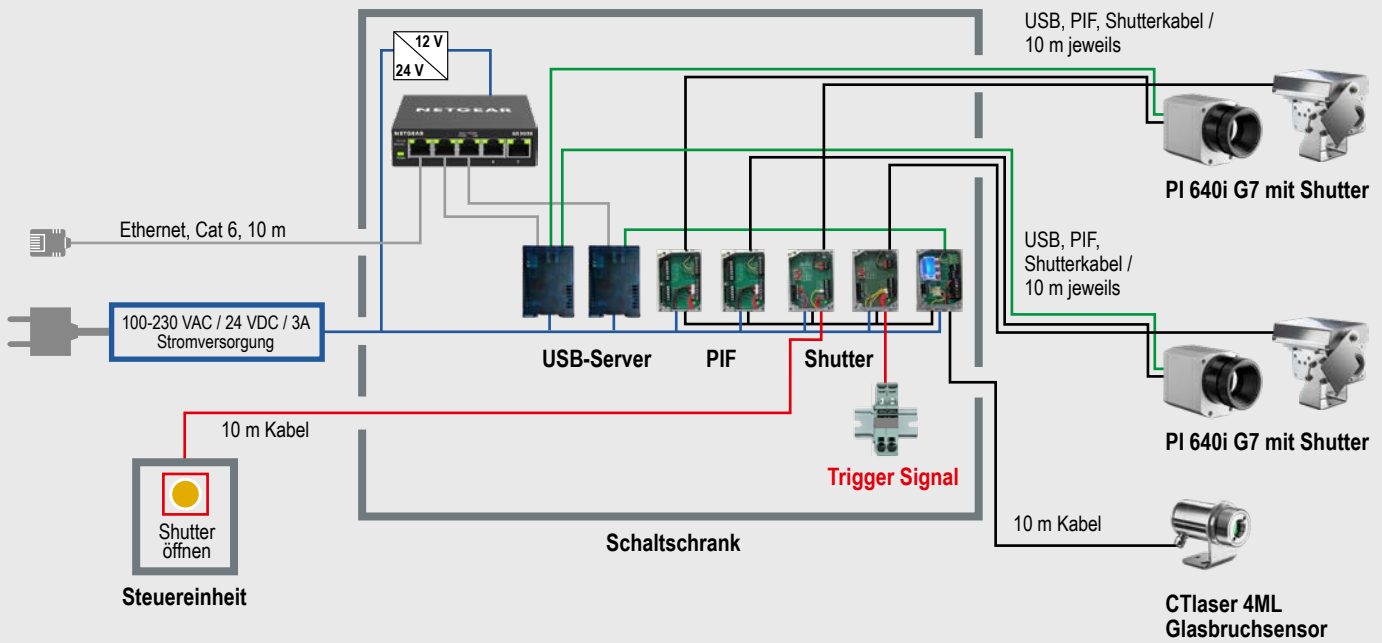 12 V
24 V
NETGEAR
NETGEAR
USB, PIF, Shutterkabel /
10 m jeweils
PI 640i G7 mit Shutter
Ethernet, Cat 6, 10 m
100-230 VAC / 24 VDC / 3A
Stromversorgung
USB-Server
PIF
Shutter
USB, PIF,
Shutterkabel /
10 m jeweils
PI 640i G7 mit Shutter
10 m Kabel
Shutter
öffnen
Steuereinheit
Trigger Signal
Schaltschrank
10 m Kabel
CTlaser 4ML
Glasbruchsensor